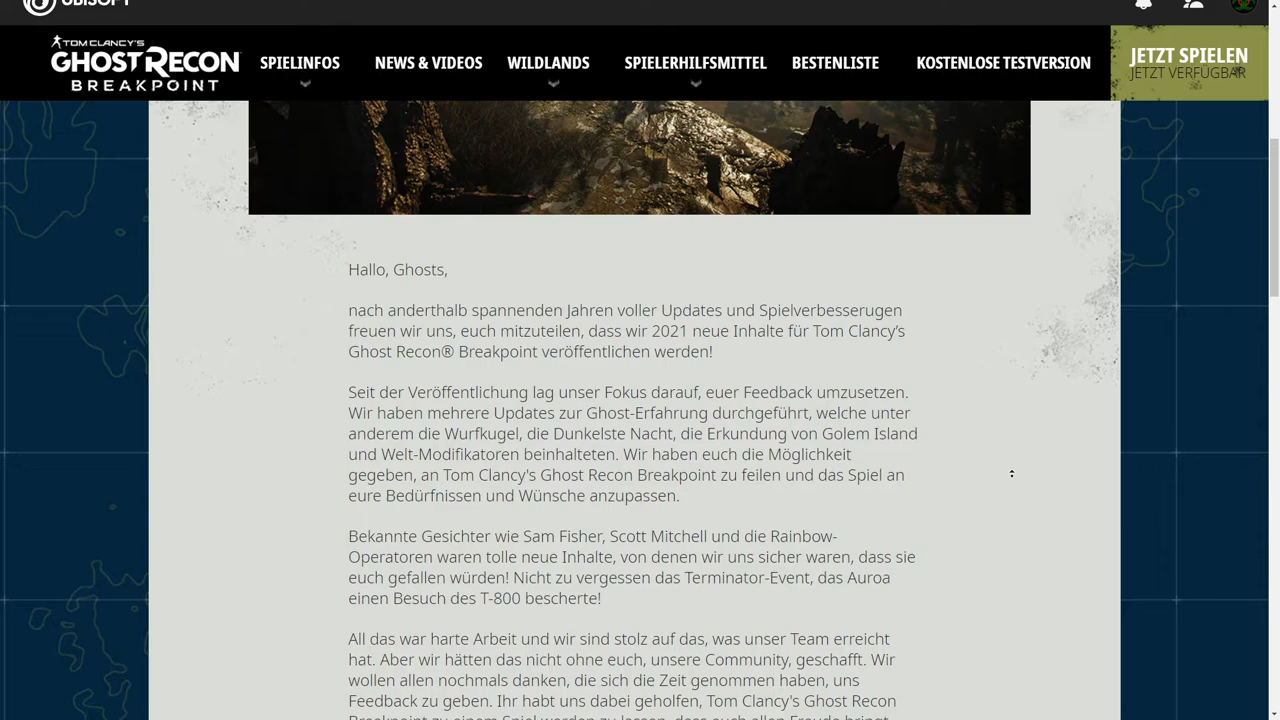 UBISOFT
TOM CLANCY'S
GHOST RECON
BREAKPOINT
SPIELINFOS
NEWS & VIDEOS
WILDLANDS
SPIELERHILFSMITTEL
BESTENLISTE
KOSTENLOSE TESTVERSION
JETZT SPIELEN
JETZT VERFÜGBAR
Hallo, Ghosts,
nach anderthalb spannenden Jahren voller Updates und Spielverbesserugen
freuen wir uns, euch mitzuteilen, dass wir 2021 neue Inhalte für Tom Clancy’s
Ghost Recon® Breakpoint veröffentlichen werden!
Seit der Veröffentlichung lag unser Fokus darauf, euer Feedback umzusetzen.
Wir haben mehrere Updates zur Ghost-Erfahrung durchgeführt, welche unter
anderem die Wurfkugel, die Dunkelste Nacht, die Erkundung von Golem Island
und Welt-Modifikatoren beinhalteten. Wir haben euch die Möglichkeit
gegeben, an Tom Clancy's Ghost Recon Breakpoint zu feilen und das Spiel an
eure Bedürfnissen und Wünsche anzupassen.
Bekannte Gesichter wie Sam Fisher, Scott Mitchell und die Rainbow-
Operatoren waren tolle neue Inhalte, von denen wir uns sicher waren, dass sie
euch gefallen würden! Nicht zu vergessen das Terminator-Event, das Auroa
einen Besuch des T-800 bescherte!
All das war harte Arbeit und wir sind stolz auf das, was unser Team erreicht
hat. Aber wir hätten das nicht ohne euch, unsere Community, geschafft. Wir
wollen allen nochmals danken, die sich die Zeit genommen haben, uns
Feedback zu geben. Ihr habt uns dabei geholfen, Tom Clancy's Ghost Recon
Breakpoint zu einem Spiel werden zu lassen, dass euch allen Freude bringt